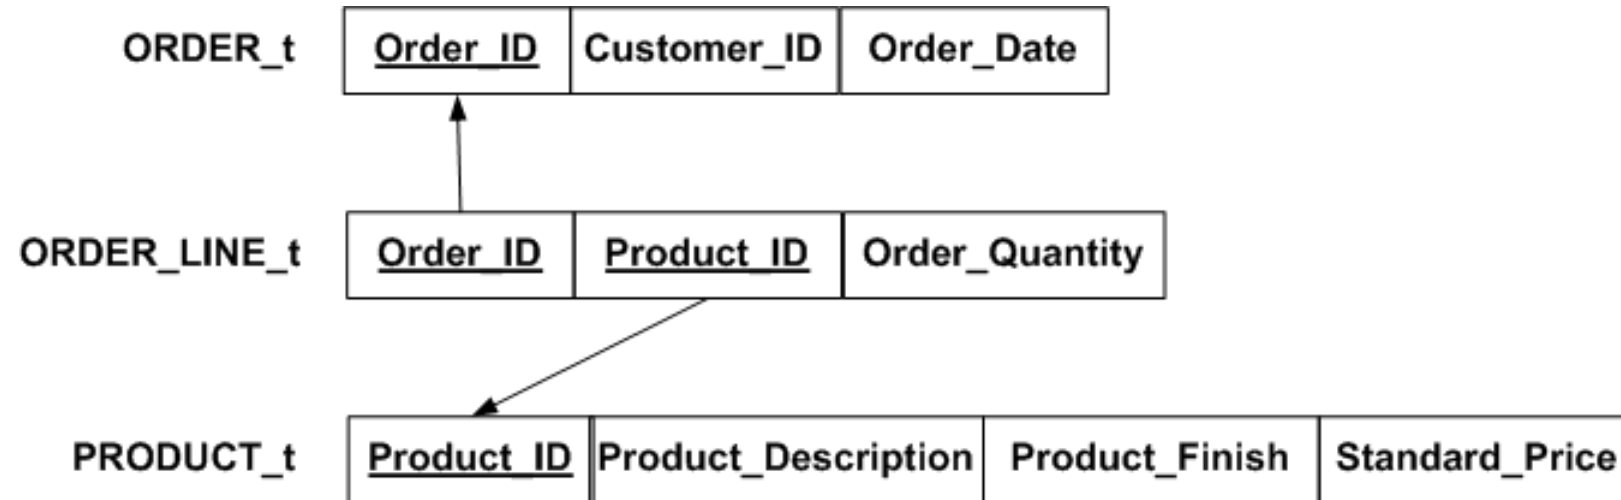 ORDER_t Order_ID Customer_ID Order_Date
ORDER_LINE_t Order_ID Product_ID Order_Quantity
PRODUCT_t Product_ID Product_Description Product_Finish Standard_Price